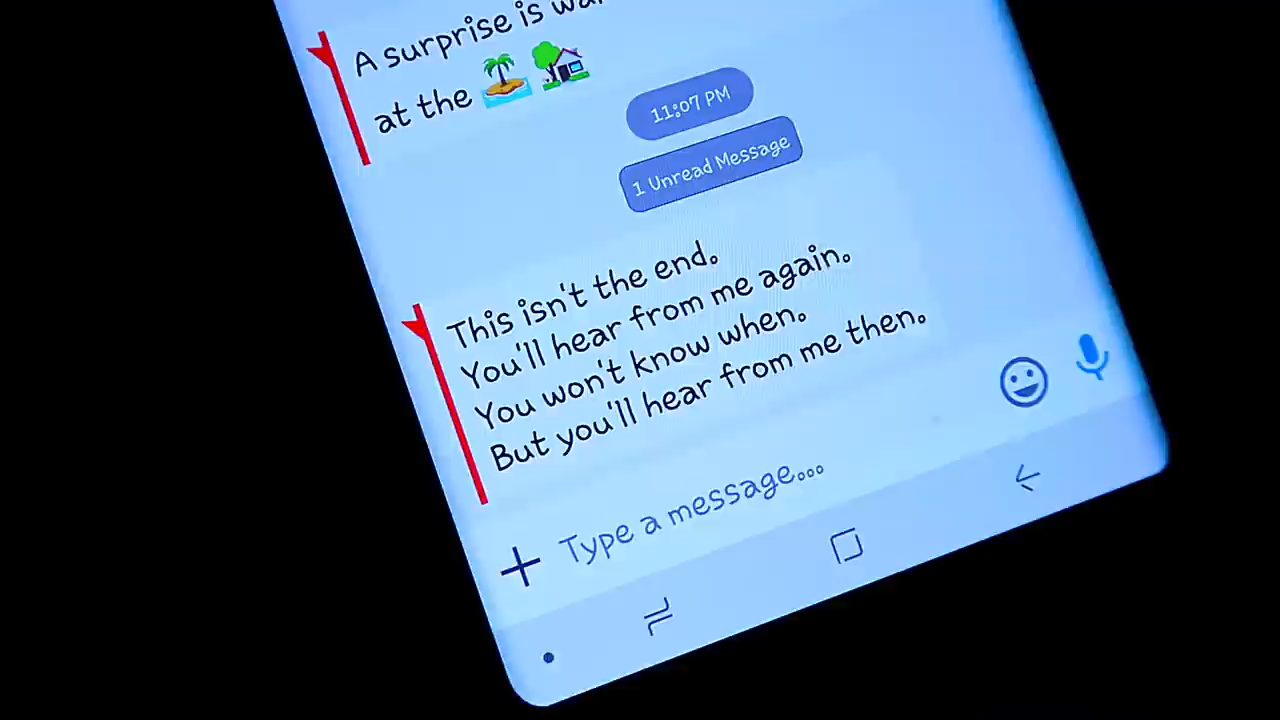 A surprise is
at the
11:07 PM
1 Unread Message
This isn't the end.
You'll hear from me again.
You won't know when.
But you'll hear from me then.
Type a message...